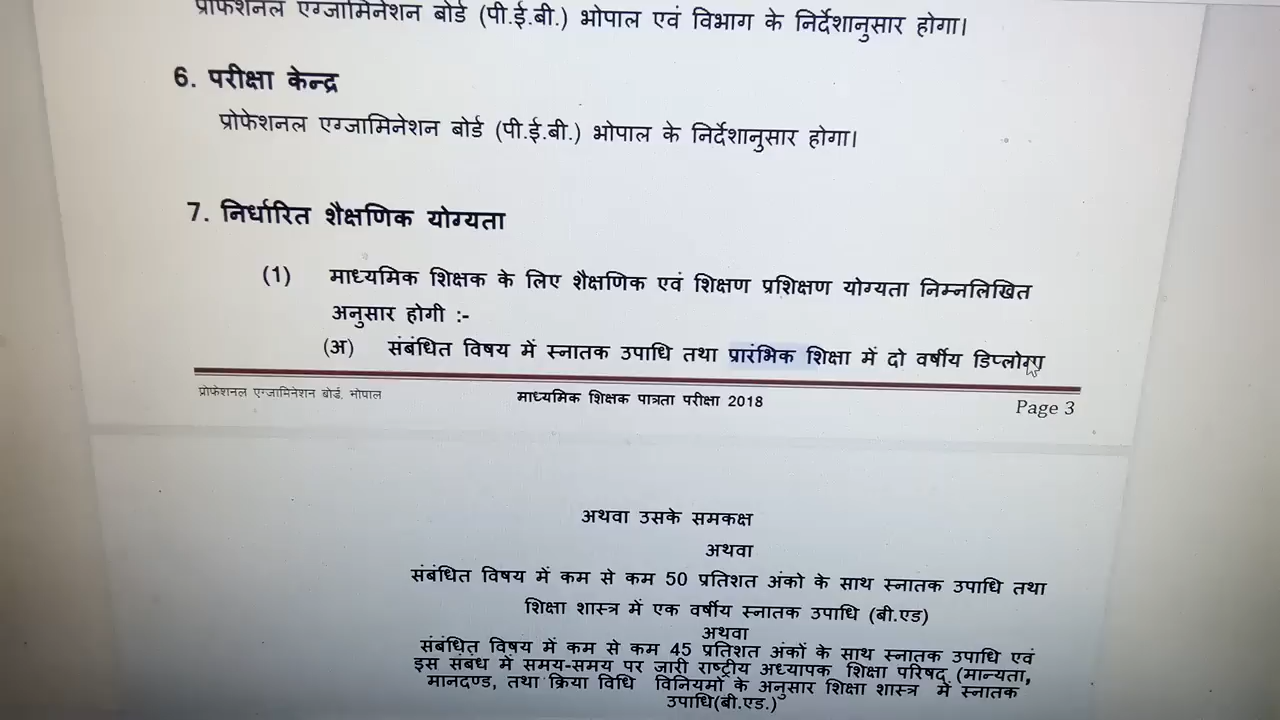 प्रोफेशनल एग्जामिनेशन बोर्ड (पी.ई.बी.) भोपाल एवं विभाग के निर्देशानुसार होगा।
6. परीक्षा केन्द्र
प्रोफेशनल एग्जामिनेशन बोर्ड (पी.ई.बी.) भोपाल के निर्देशानुसार होगा।
7. निर्धारित शैक्षणिक योग्यता
(1) माध्यमिक शिक्षक के लिए शैक्षणिक एवं शिक्षण प्रशिक्षण योग्यता निम्नलिखित
अनुसार होगी :-
(अ) संबंधित विषय में स्नातक उपाधि तथा प्रारंभिक शिक्षा में दो वर्षीय डिप्लोमा
प्रोफेशनल एग्जामिनेशन बोर्ड, भोपाल माध्यमिक शिक्षक पात्रता परीक्षा 2018 Page 3
अथवा उसके समकक्ष
अथवा
संबंधित विषय में कम से कम 50 प्रतिशत अंको के साथ स्नातक उपाधि तथा
शिक्षा शास्त्र में एक वर्षीय स्नातक उपाधि (बी.एड)
अथवा
संबंधित विषय में कम से कम 45 प्रतिशत अंकों के साथ स्नातक उपाधि एवं
इस संबंध में समय-समय पर जारी राष्ट्रीय अध्यापक शिक्षा परिषद् (मान्यता,
मानदण्ड, तथा क्रिया विधि विनियमों के अनुसार शिक्षा शास्त्र में स्नातक
उपाधि(बी.एड.)